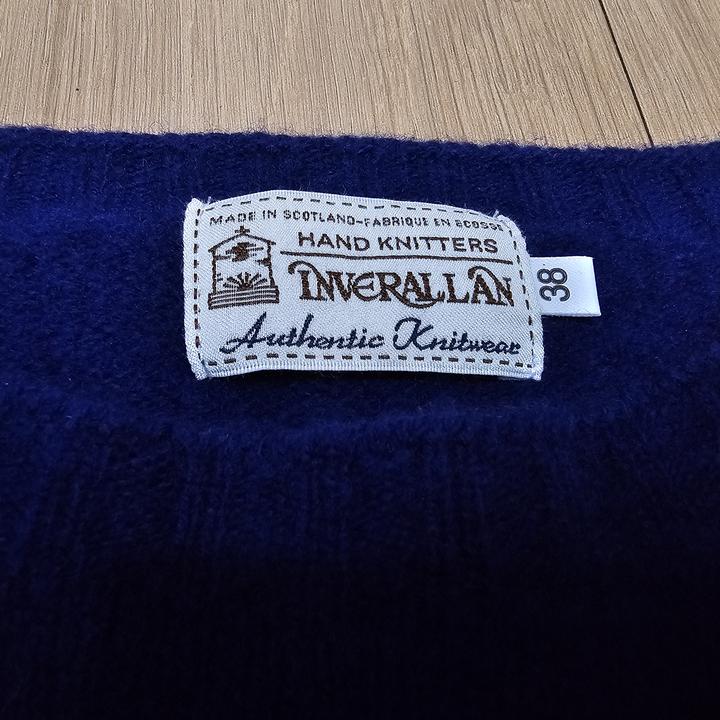 MADE IN SCOTLAND-FABRIQUE EN ECOSSE
HAND KNITTERS
INVERALLAN
Authentic Knitwear
38